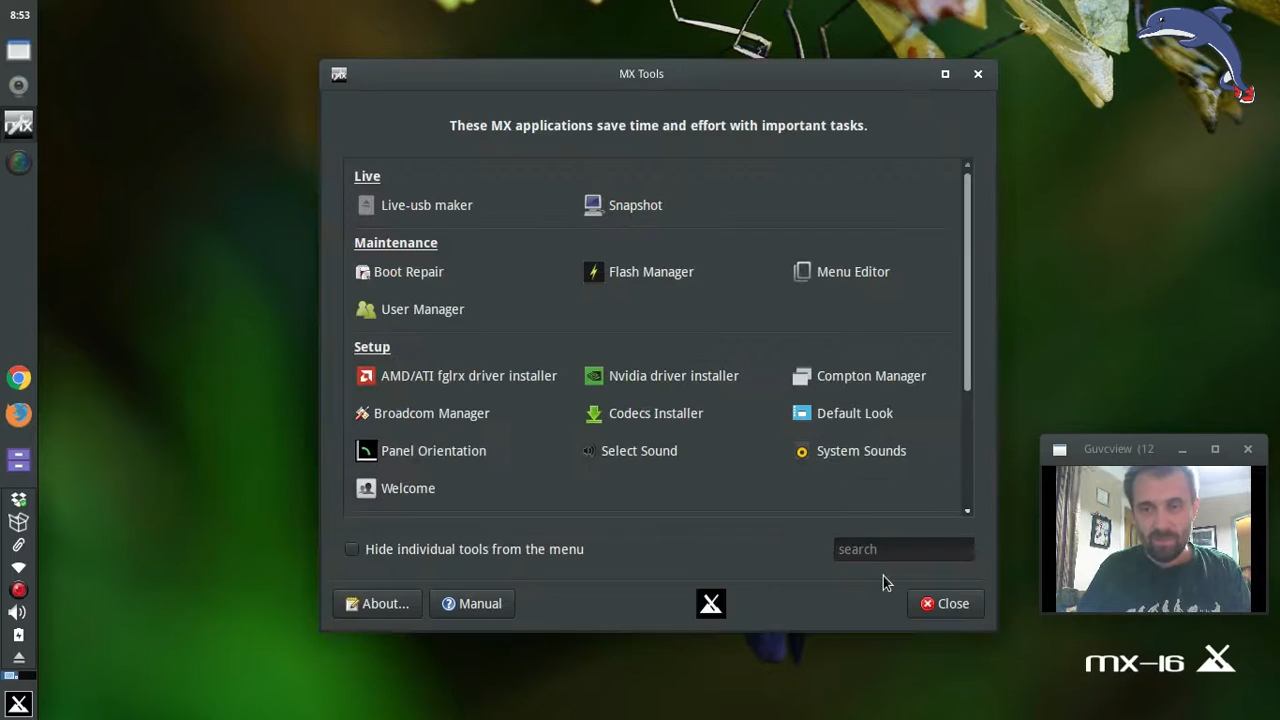 8:53
MX Tools
These MX applications save time and effort with important tasks.
Live
Live-usb maker
Snapshot
Maintenance
Boot Repair
Flash Manager
Menu Editor
User Manager
Setup
AMD/ATI fglrx driver installer
Nvidia driver installer
Compton Manager
Broadcom Manager
Codecs Installer
Default Look
Panel Orientation
Select Sound
System Sounds
Welcome
Hide individual tools from the menu
search
About...
Manual
Close
Guvcview (12
mx-16